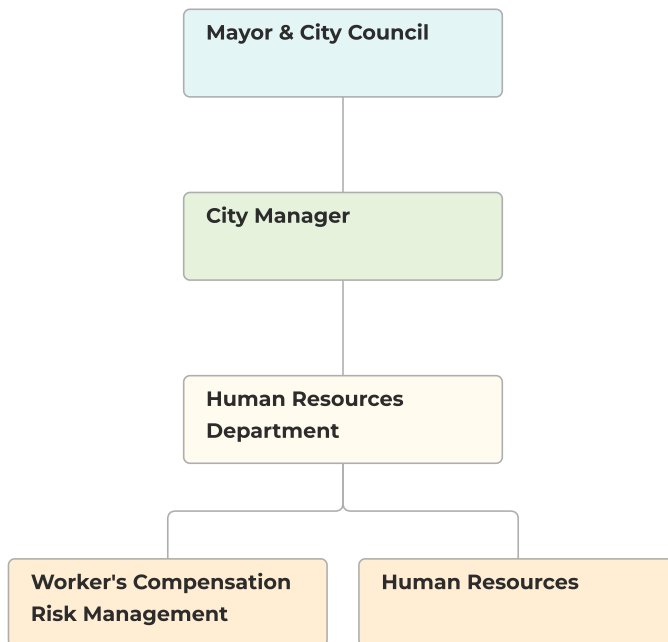 Mayor & City Council
City Manager
Human Resources
Department
Worker's Compensation
Risk Management
Human Resources